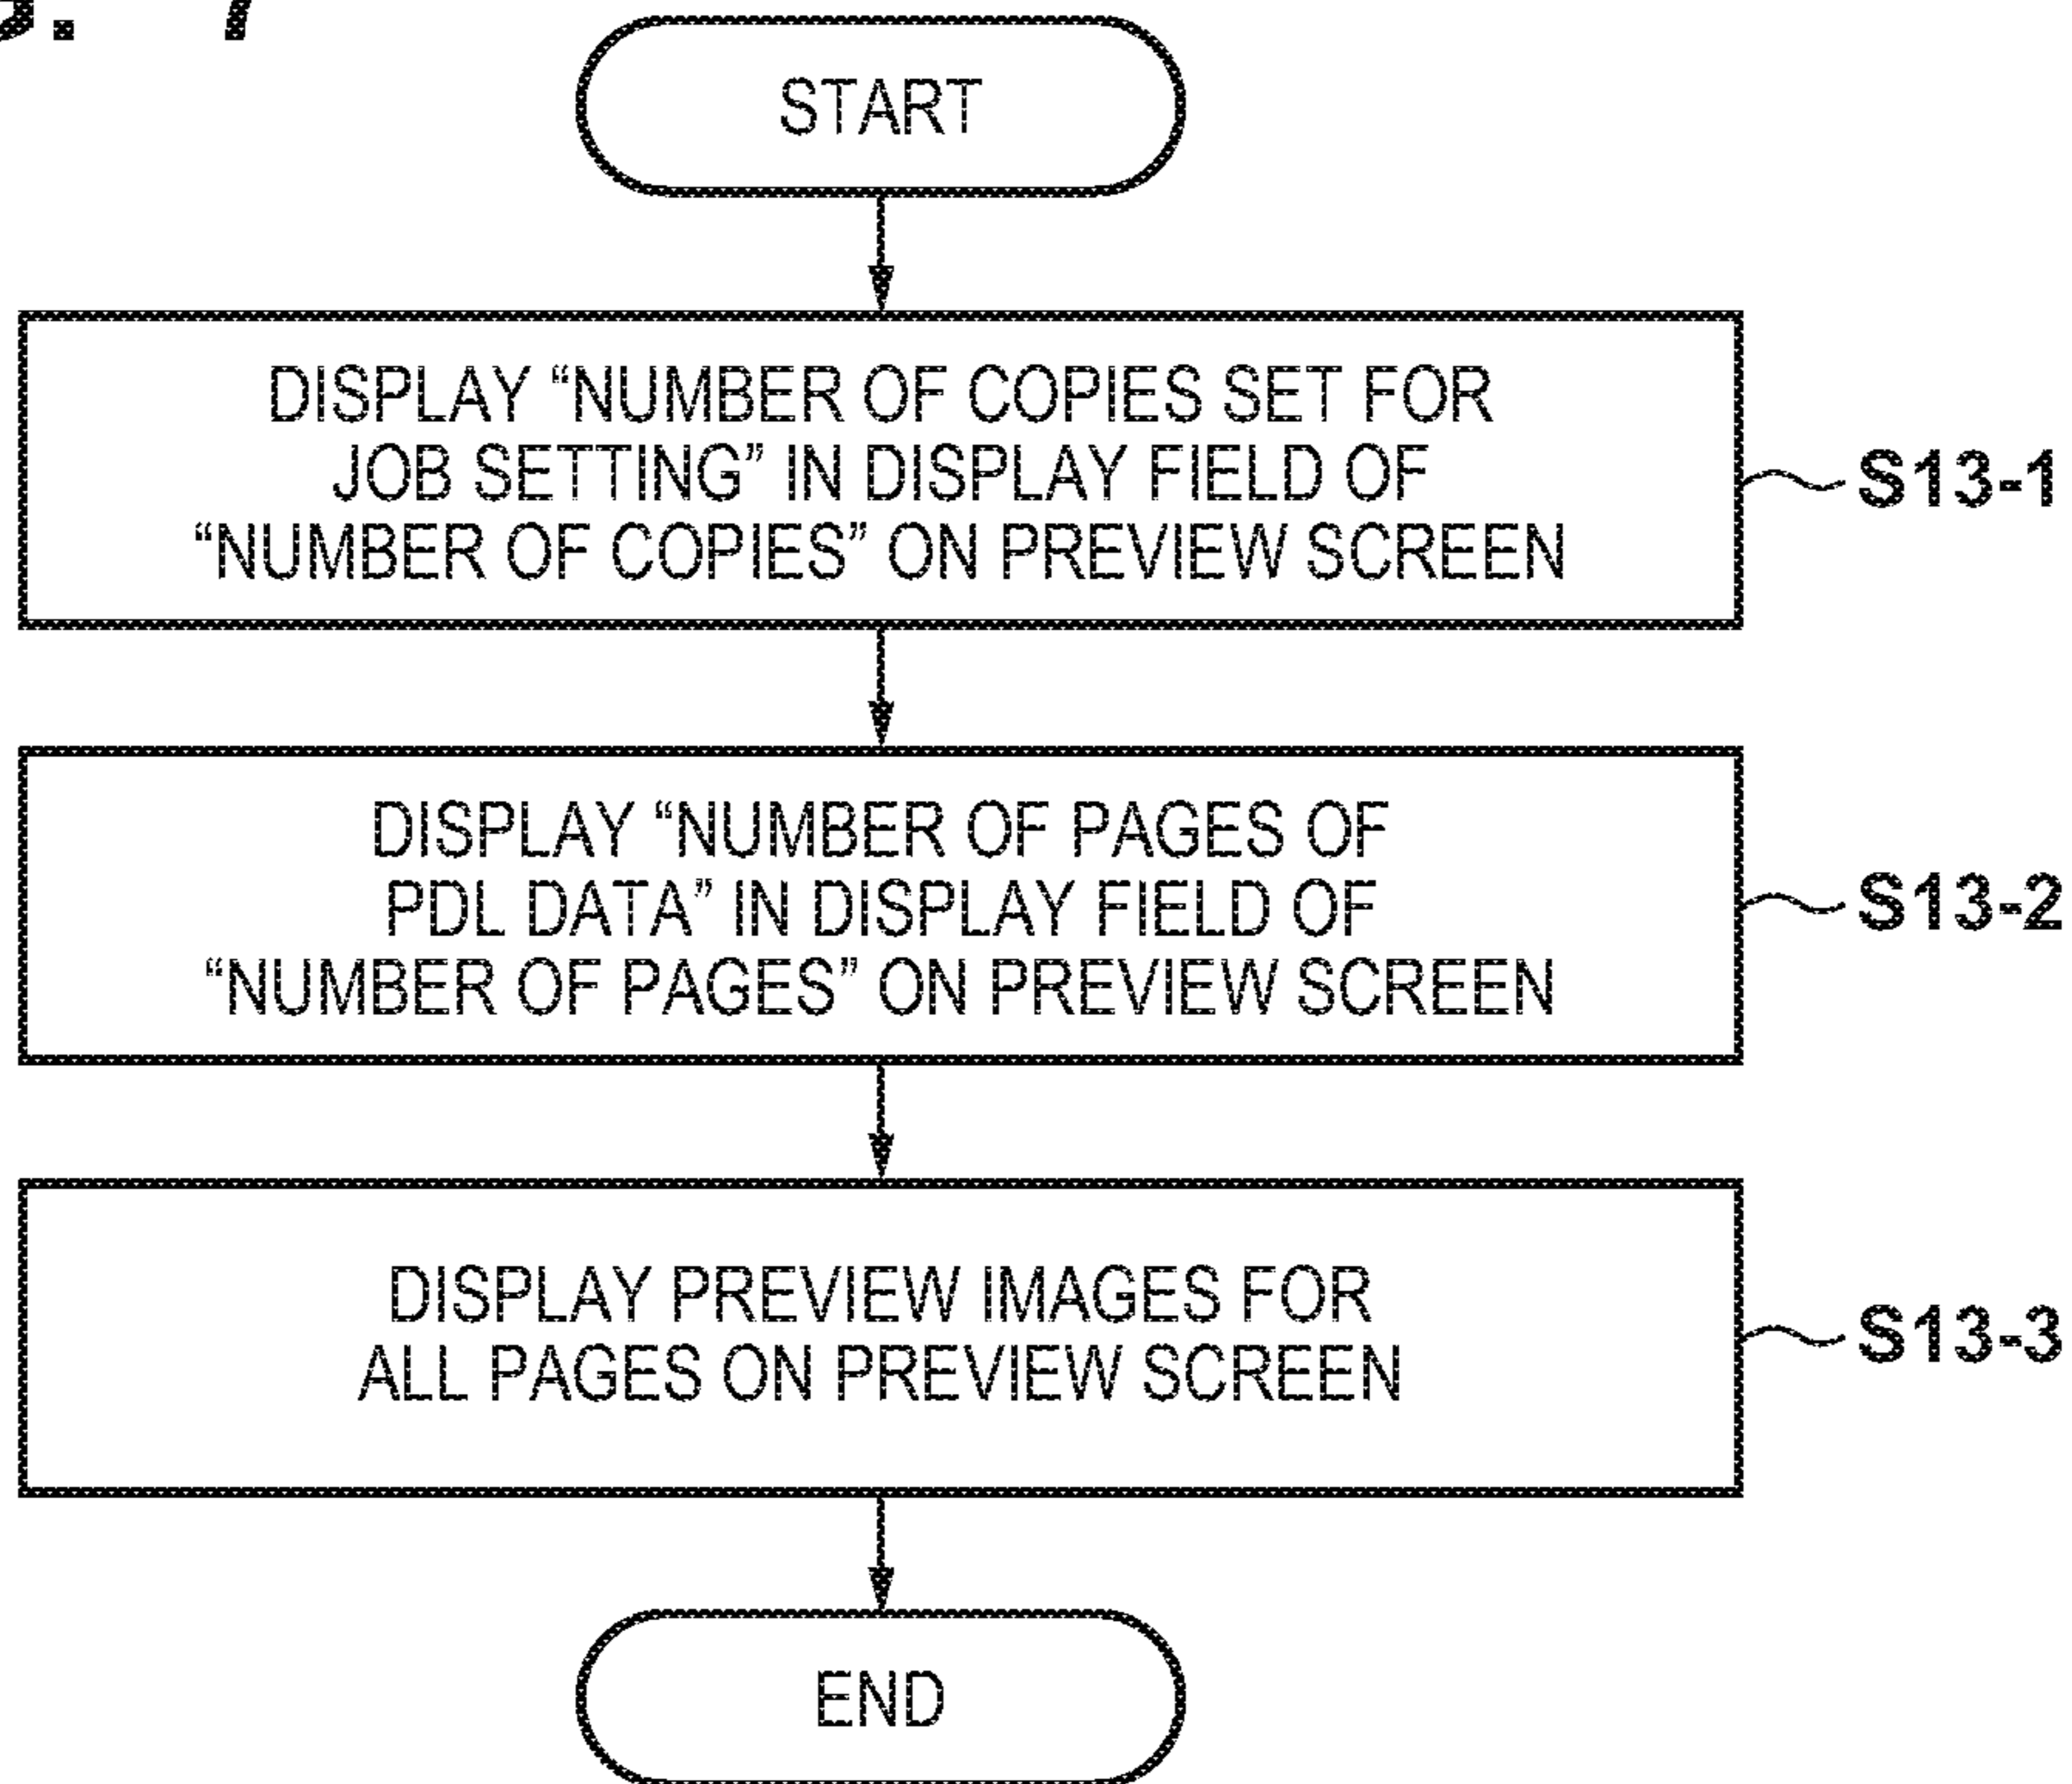 START
DISPLAY “NUMBER OF COPIES SET FOR
JOB SETTING” IN DISPLAY FIELD OF
“NUMBER OF COPIES” ON PREVIEW SCREEN
S13-1
DISPLAY “NUMBER OF PAGES OF
PDL DATA” IN DISPLAY FIELD OF
“NUMBER OF PAGES” ON PREVIEW SCREEN
S13-2
DISPLAY PREVIEW IMAGES FOR
ALL PAGES ON PREVIEW SCREEN
S13-3
END